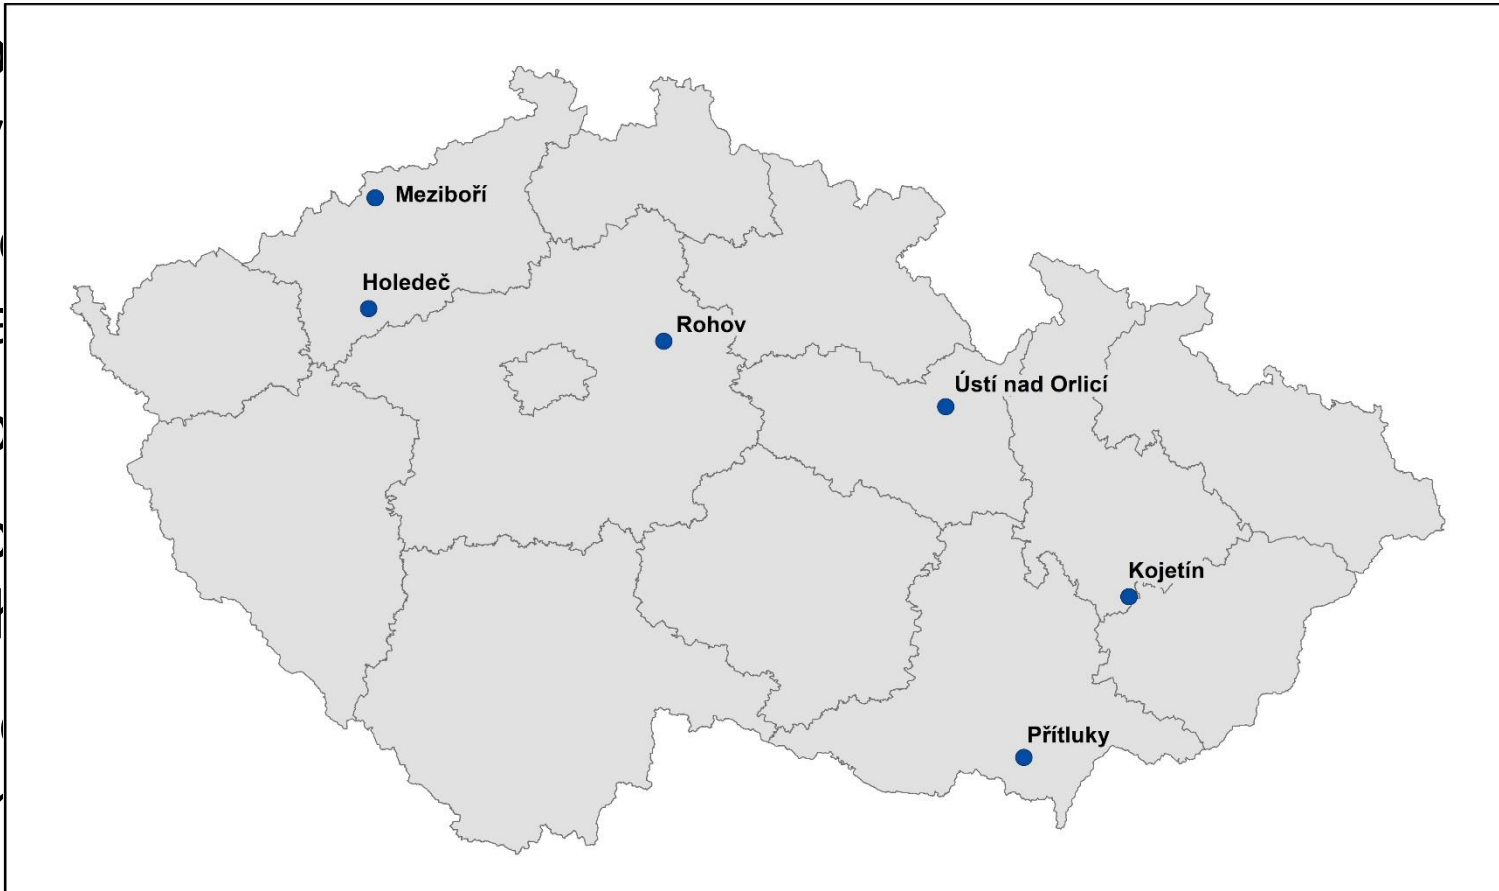 Meziboří
Holedeč
Rohov
Ústí nad Orlicí
Kojetín
Přítluky